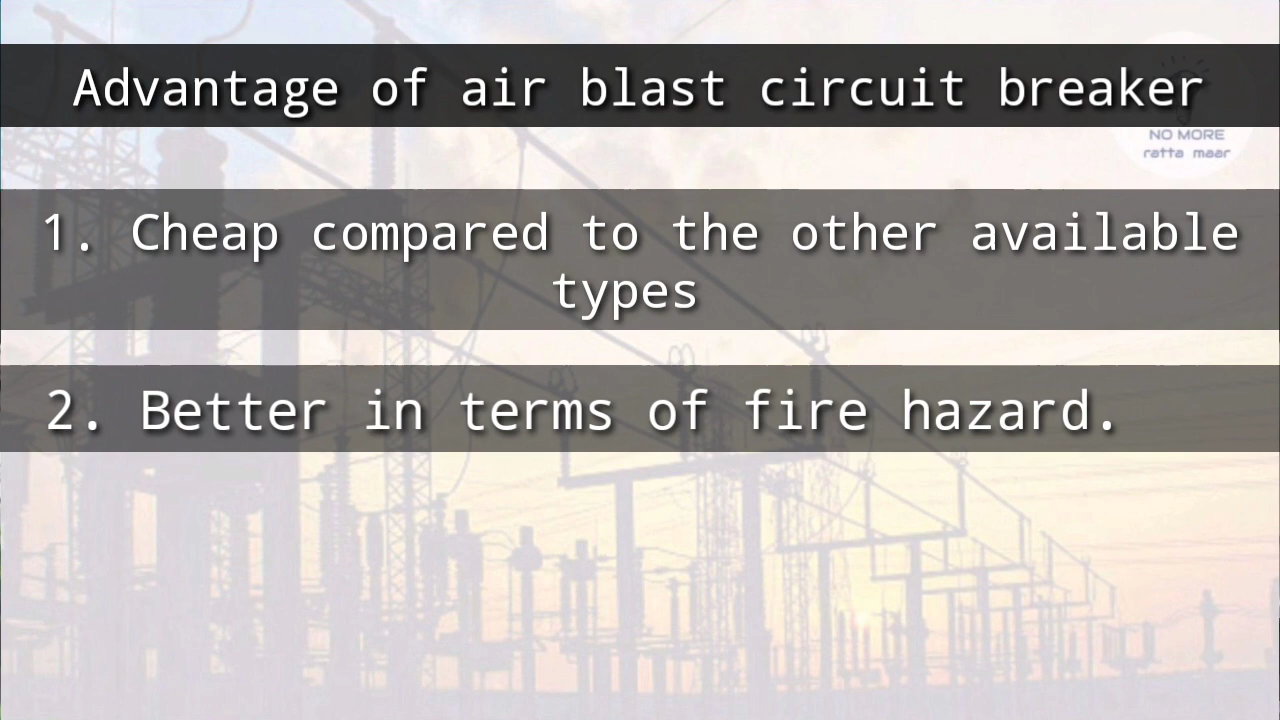 Advantage of air blast circuit breaker
NO MORE
ratta maar
1. Cheap compared to the other available
types
2. Better in terms of fire hazard.